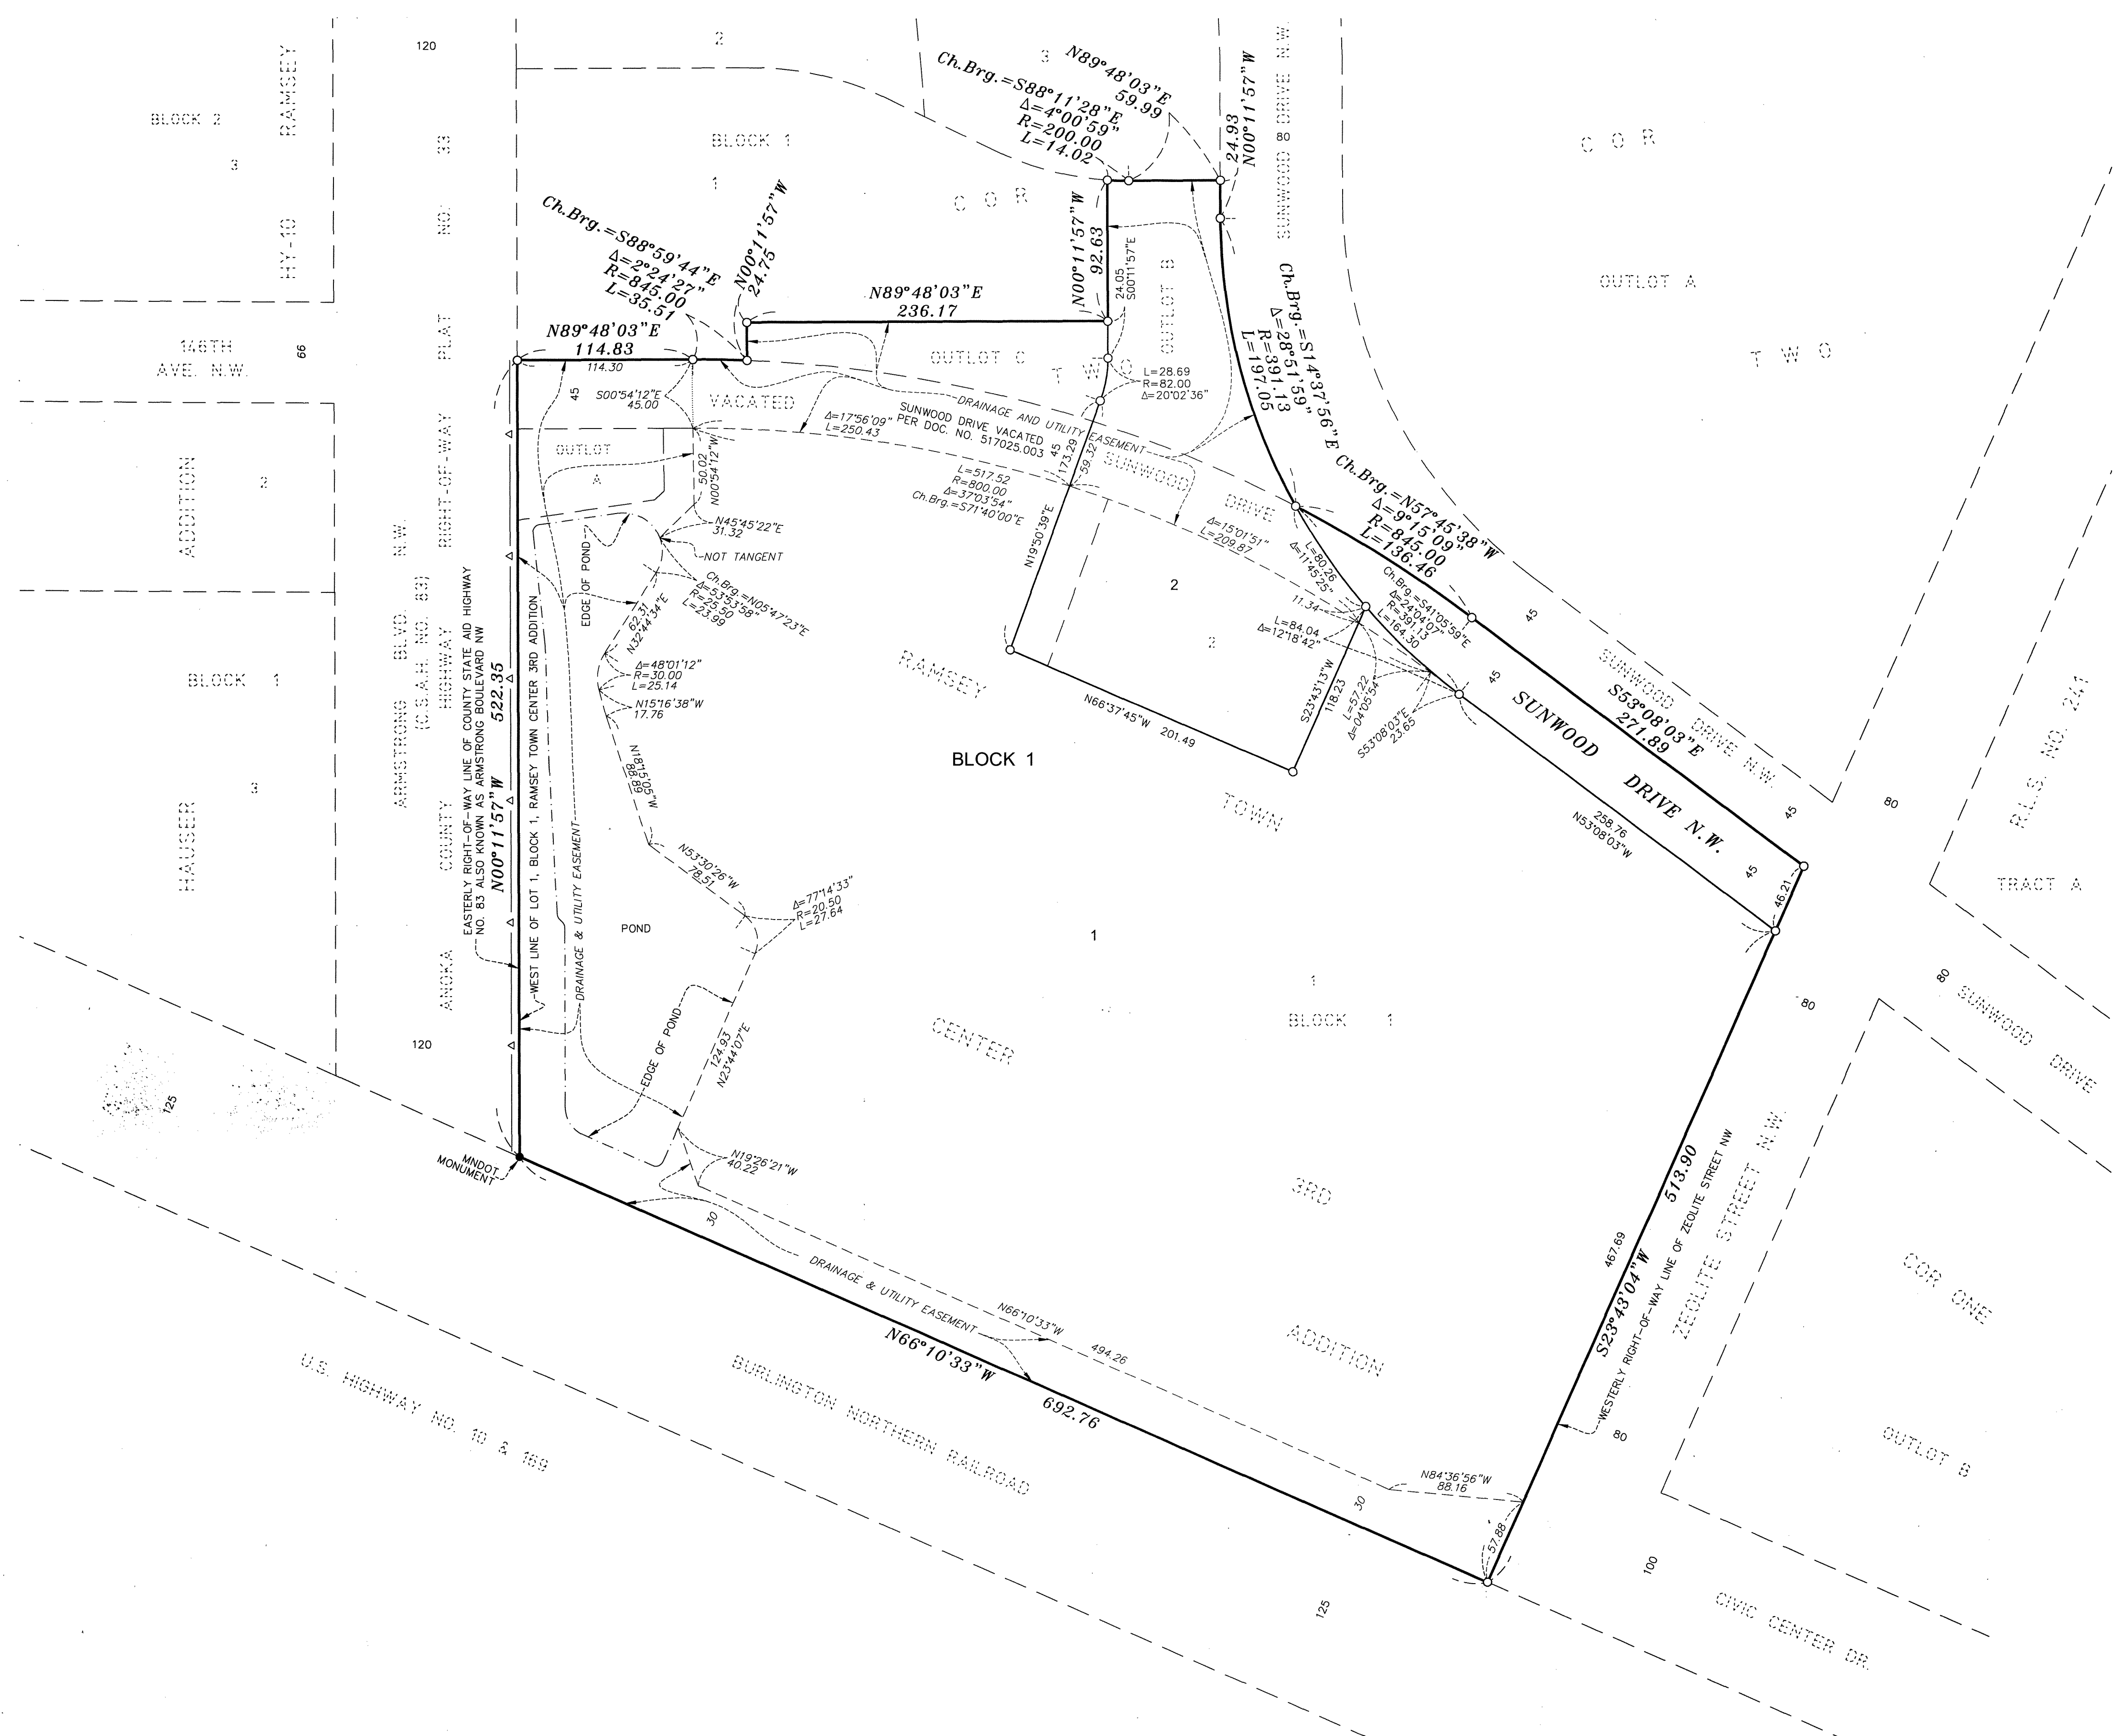 120
2
3
N89°48'03"E
59.99
Ch.Brg.=S88°11'28"E
Δ=4°00'59"
R=200.00
L=14.02
24.93
N00°11'57"W
80
SUNWOOD DRIVE N.W.
RAMSEY
HY-10
BLOCK 2
3
BLOCK 1
1
C O R
C O R
OUTLOT A
T W O
ANOKA COUNTY HIGHWAY RIGHT-OF-WAY PLAT NO. 33
Ch.Brg.=S88°59'44"E
Δ=2°24'27"
R=845.00
L=35.51
N00°11'57"W
24.75
N89°48'03"E
236.17
N00°11'57"W
92.63
24.05
S00°11'57"E
OUTLOT B
Ch.Brg.=S14°37'56"E
Δ=28°51'59"
R=391.13
L=197.05
146TH
AVE. N.W.
66
N89°48'03"E
114.83
114.30
45
S00°54'12"E
45.00
VACATED
OUTLOT C
T W O
L=28.69
R=82.00
Δ=20°02'36"
DRAINAGE AND UTILITY EASEMENT
SUNWOOD DRIVE VACATED
PER DOC. NO. 517025.003
Δ=17°56'09"
L=250.43
45
173.29
59.32
SUNWOOD DRIVE
OUTLOT
A
50.02
N00°54'12"W
L=517.52
R=800.00
Δ=37°03'54"
Ch.Brg.=S71°40'00"E
N19°50'39"E
Ch.Brg.=N57°45'38"W
Δ=9°15'09"
R=845.00
L=136.46
Δ=15°01'51"
L=209.87
L=80.26
Δ=11°45'25"
Ch.Brg.=S41°05'59"E
Δ=24°04'07"
R=391.13
L=164.30
11.34
L=84.04
Δ=12°18'42"
L=57.22
Δ=04°05'54"
S53°08'03"E
23.65
2
2
S23°43'13"W
118.23
N66°37'45"W 201.49
N45°45'22"E
31.32
NOT TANGENT
Ch.Brg.=N05°47'23"E
Δ=53°53'58"
R=25.50
L=23.99
62.31
N32°44'34"E
Δ=48°01'12"
R=30.00
L=25.14
N15°16'38"W
17.76
N18°15'05"W
88.89
N53°30'26"W
78.51
Δ=77°14'33"
R=20.50
L=27.64
EDGE OF POND
POND
EDGE OF POND
124.93
N23°44'07"E
N19°26'21"W
40.22
ADDITION
2
BLOCK 1
3
HAUSER
ARMSTRONG BLVD. N.W.
(C.S.A.H. NO. 83)
EASTERLY RIGHT-OF-WAY LINE OF COUNTY STATE AID HIGHWAY
NO. 83 ALSO KNOWN AS ARMSTRONG BOULEVARD NW
N00°11'57"W 522.35
WEST LINE OF LOT 1, BLOCK 1, RAMSEY TOWN CENTER 3RD ADDITION
DRAINAGE & UTILITY EASEMENT
120
125
MNDOT
MONUMENT
RAMSEY
BLOCK 1
TOWN
1
1
BLOCK 1
CENTER
3RD
ADDITION
45
45
SUNWOOD DRIVE N.W.
S53°08'03"E
271.89
SUNWOOD DRIVE N.W.
258.76
N53°08'03"W
45
45
80
46.21
80
80
SUNWOOD DRIVE
R.L.S. NO. 241
TRACT A
513.90
467.69
S23°43'04"W
WESTERLY RIGHT-OF-WAY LINE OF ZEOLITE STREET NW
ZEOLITE STREET N.W.
COR ONE
OUTLOT B
80
30
DRAINAGE & UTILITY EASEMENT
N66°10'33"W
494.26
N66°10'33"W
692.76
N84°36'56"W
88.16
30
57.88
100
125
CIVIC CENTER DR.
U.S. HIGHWAY NO. 10 & 169
BURLINGTON NORTHERN RAILROAD